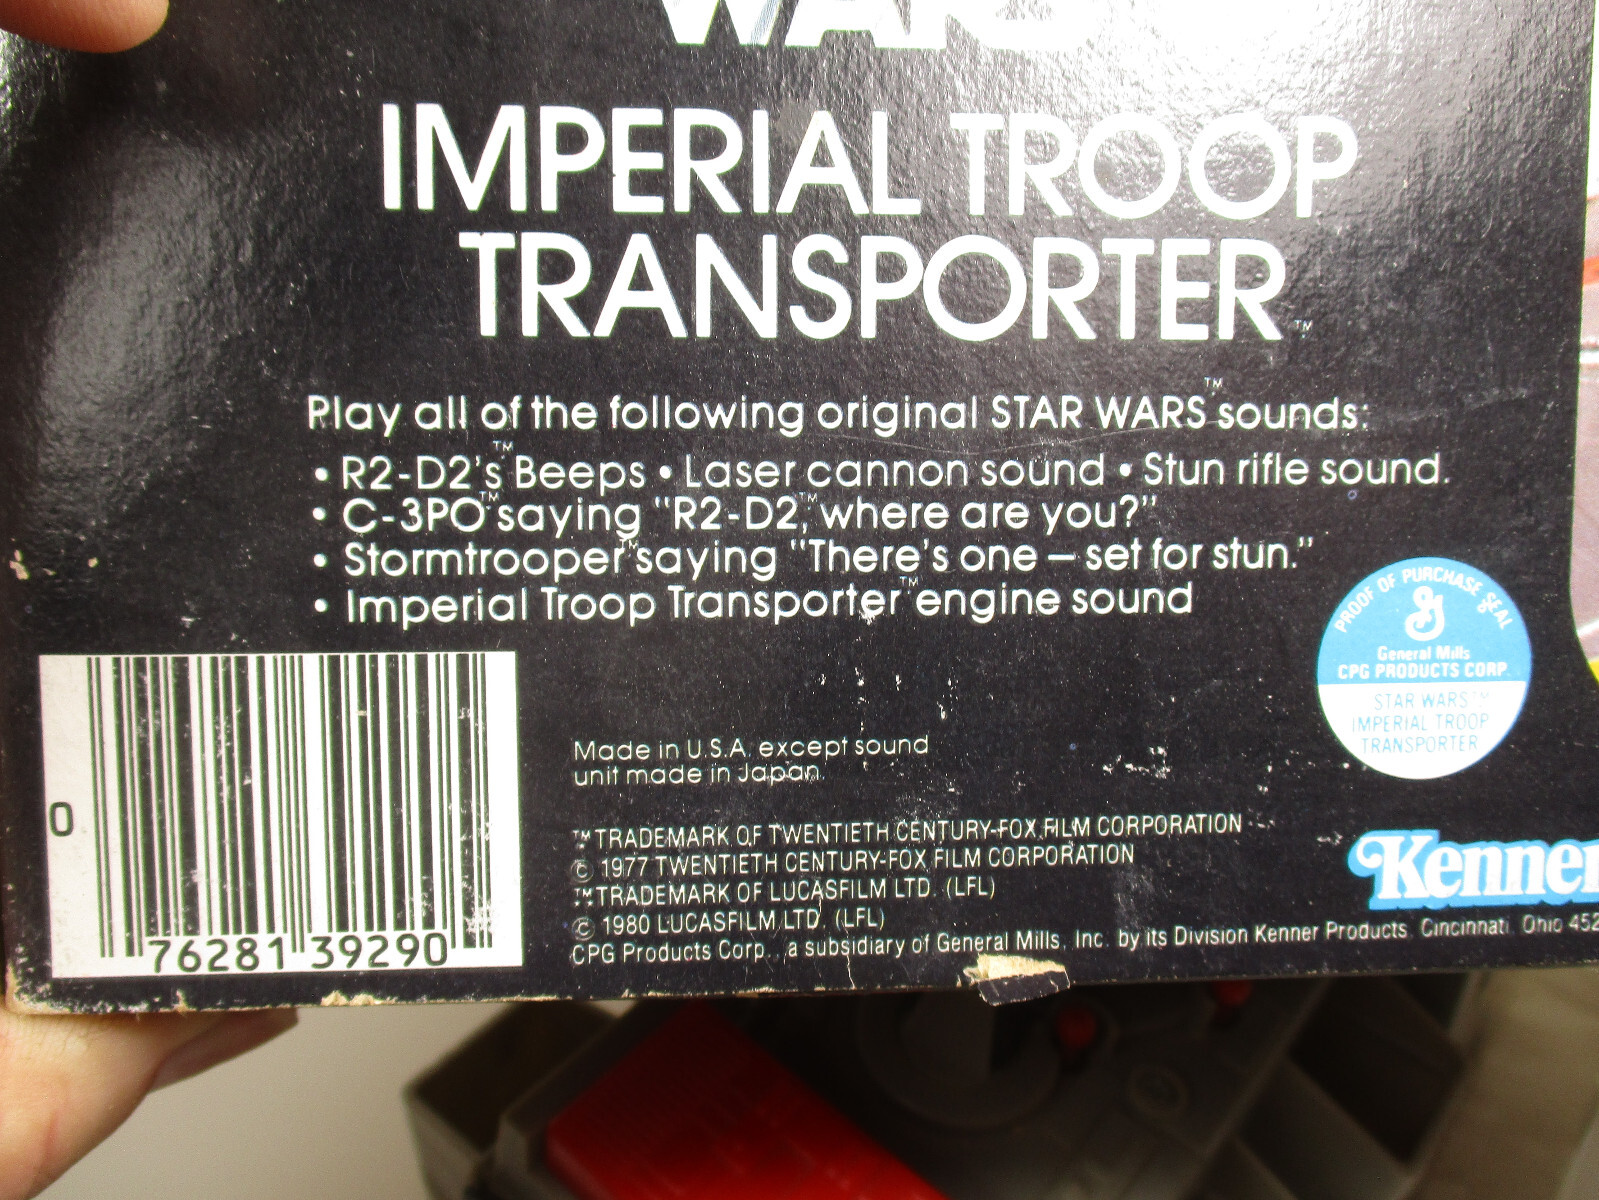 WARS
IMPERIAL TROOP
TRANSPORTER™
Play all of the following original STAR WARS™ sounds:
• R2-D2's™ Beeps • Laser cannon sound • Stun rifle sound.
• C-3PO™ saying "R2-D2,™ where are you?"
• Stormtrooper™ saying "There's one — set for stun."
• Imperial Troop Transporter™ engine sound
PROOF OF PURCHASE SEAL
General Mills
CPG PRODUCTS CORP.
STAR WARS™
IMPERIAL TROOP
TRANSPORTER
Made in U.S.A. except sound
unit made in Japan.
™ TRADEMARK OF TWENTIETH CENTURY-FOX FILM CORPORATION
© 1977 TWENTIETH CENTURY-FOX FILM CORPORATION
™ TRADEMARK OF LUCASFILM LTD. (LFL)
© 1980 LUCASFILM LTD. (LFL)
CPG Products Corp., a subsidiary of General Mills, Inc. by its Division Kenner Products, Cincinnati, Ohio 452
Kenner
0 76281 39290